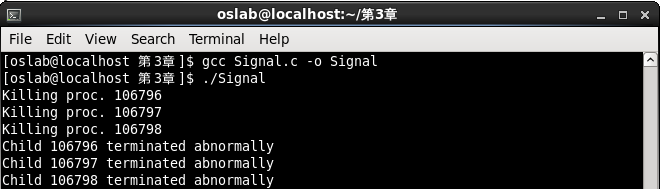 oslab@localhost:~/第3章
File Edit View Search Terminal Help
[oslab@localhost 第3章]$ gcc Signal.c -o Signal
[oslab@localhost 第3章]$ ./Signal
Killing proc. 106796
Killing proc. 106797
Killing proc. 106798
Child 106796 terminated abnormally
Child 106797 terminated abnormally
Child 106798 terminated abnormally